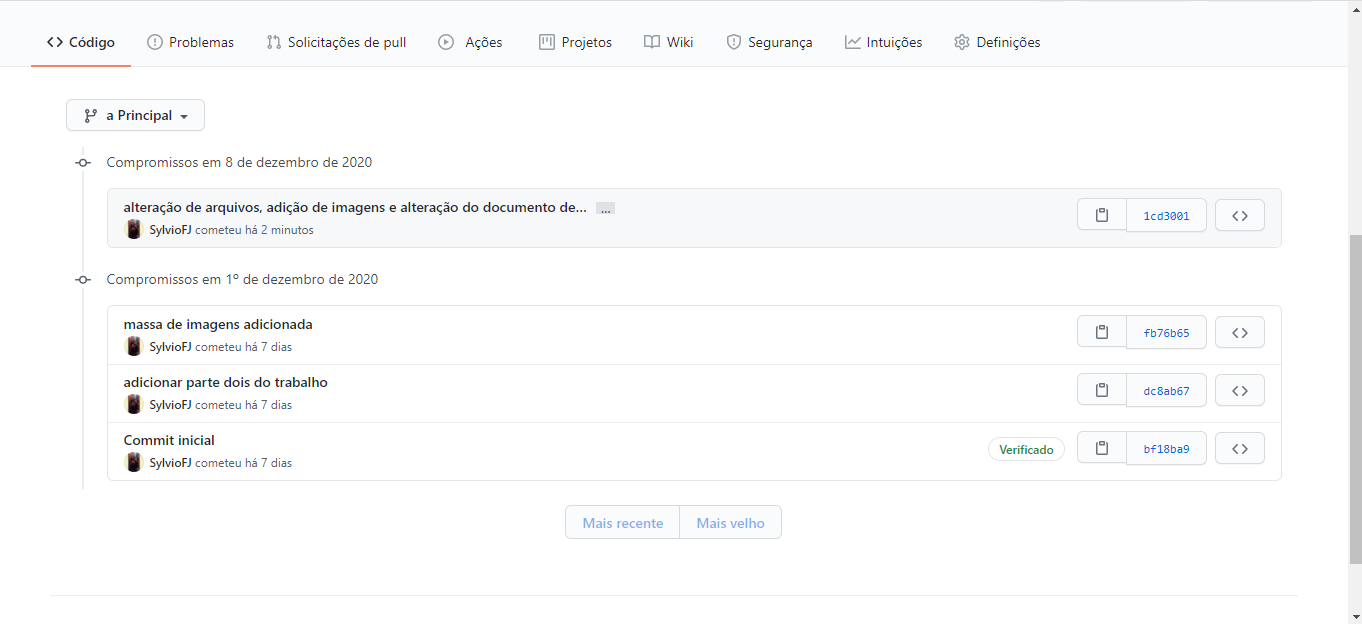 Código Problemas Solicitações de pull Ações Projetos Wiki Segurança Intuições Definições
a Principal
Compromissos em 8 de dezembro de 2020
alteração de arquivos, adição de imagens e alteração do documento de... ...
1cd3001
SylvioFJ cometeu há 2 minutos
Compromissos em 1º de dezembro de 2020
massa de imagens adicionada
fb76b65
SylvioFJ cometeu há 7 dias
adicionar parte dois do trabalho
dc8ab67
SylvioFJ cometeu há 7 dias
Commit inicial
Verificado bf18ba9
SylvioFJ cometeu há 7 dias
Mais recente Mais velho